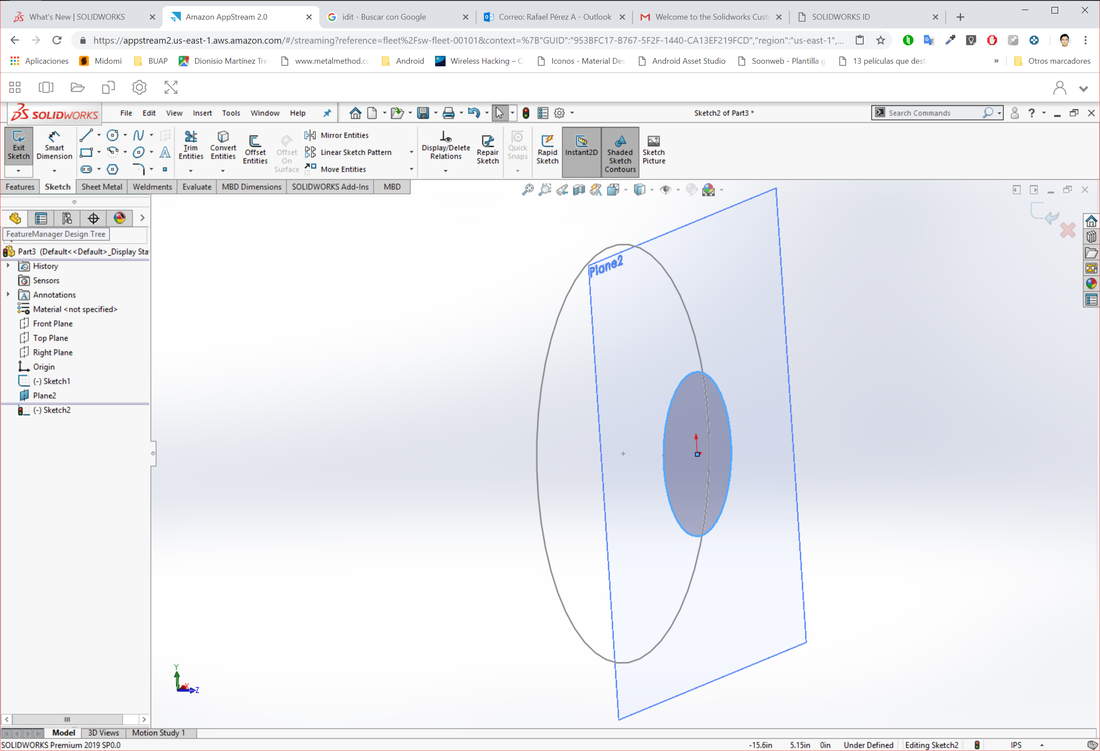 What's New | SOLIDWORKS
Amazon AppStream 2.0
idit - Buscar con Google
Correo: Rafael Pérez A - Outlook
Welcome to the Solidworks Cust
SOLIDWORKS ID
https://appstream2.us-east-1.aws.amazon.com/#/streaming?reference=fleet%2Fsw-fleet-00101&context=%7B"GUID":"953BFC17-B767-5F2F-1440-CA13EF219FCD","region":"us-east-1",...
Aplicaciones
Midomi
BUAP
Dionisio Martínez Tr
www.metalmethod.c
Android
Wireless Hacking – C
Iconos - Material Des
Android Asset Studio
Soonweb - Plantilla g
13 películas que dest
»
Otros marcadores
SOLIDWORKS
File Edit View Insert Tools Window Help
Sketch2 of Part3 *
Search Commands
Exit Sketch
Smart Dimension
Trim Entities
Convert Entities
Offset Entities
Offset On Surface
Mirror Entities
Linear Sketch Pattern
Move Entities
Display/Delete Relations
Repair Sketch
Quick Snaps
Rapid Sketch
Instant2D
Shaded Sketch Contours
Sketch Picture
Features Sketch Sheet Metal Weldments Evaluate MBD Dimensions SOLIDWORKS Add-Ins MBD
FeatureManager Design Tree
Part3 (Default<<Default>_Display Sta
History
Sensors
Annotations
Material <not specified>
Front Plane
Top Plane
Right Plane
Origin
(-) Sketch1
Plane2
(-) Sketch2
Plane2
Y
Z
Model 3D Views Motion Study 1
SOLIDWORKS Premium 2019 SP0.0
-15.6in 5.15in 0in Under Defined Editing Sketch2 IPS